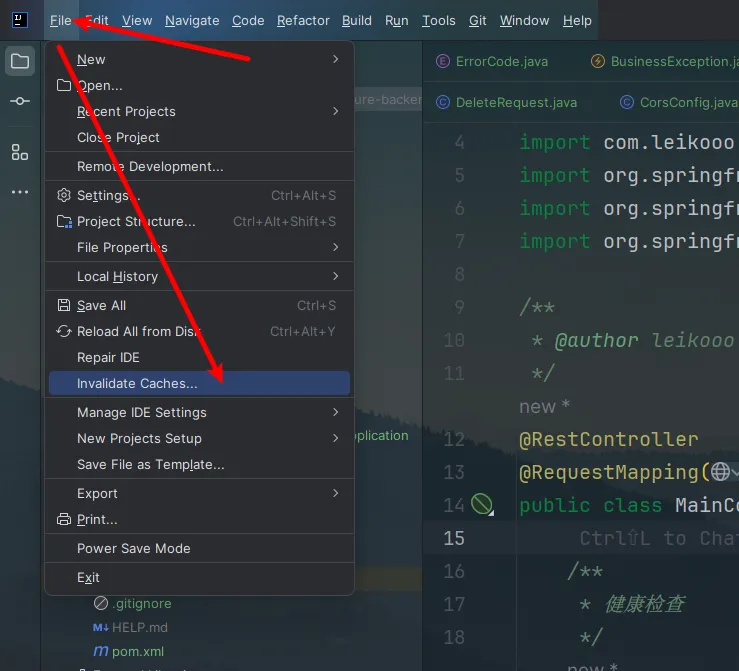 File Edit View Navigate Code Refactor Build Run Tools Git Window Help
New
Open...
Recent Projects
Close Project
Remote Development...
Settings... Ctrl+Alt+S
Project Structure... Ctrl+Alt+Shift+S
File Properties
Local History
Save All Ctrl+S
Reload All from Disk Ctrl+Alt+Y
Repair IDE
Invalidate Caches...
Manage IDE Settings
New Projects Setup
Save File as Template...
Export
Print...
Power Save Mode
Exit
ure-backen
plication
.gitignore
M↓ HELP.md
m pom.xml
ErrorCode.java BusinessException.ja
DeleteRequest.java CorsConfig.java
4 import com.leikooo
5 import org.springfr
6 import org.springfr
7 import org.springfr
8
9 /**
10 * @author leikooo
11 */
new *
12 @RestController
13 @RequestMapping(
14 public class MainCo
15 Ctrl⇧L to Cha
16 /**
17 * 健康检查
18 */
new *